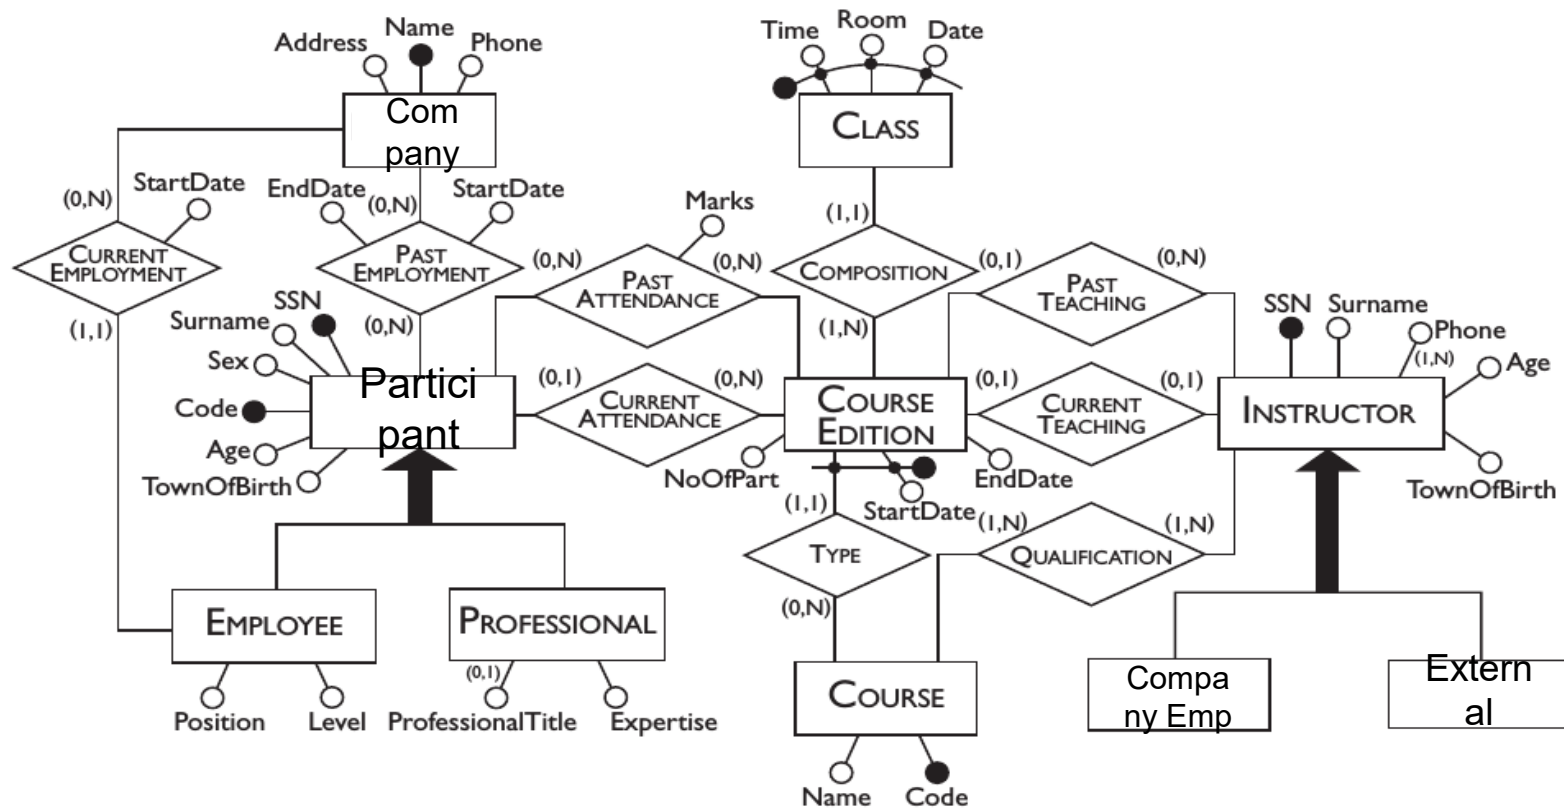 Name
Address
Phone
Com
pany
Time
Room
Date
CLASS
(0,N)
StartDate
EndDate
(0,N)
StartDate
CURRENT
EMPLOYMENT
PAST
EMPLOYMENT
(1,1)
(0,N)
Marks
(0,N)
(0,N)
PAST
ATTENDANCE
(1,1)
COMPOSITION
(1,N)
(0,1)
(0,N)
PAST
TEACHING
SSN
Surname
Sex
Code
Age
TownOfBirth
Partici
pant
(0,1)
(0,N)
CURRENT
ATTENDANCE
COURSE
EDITION
NoOfPart
StartDate
EndDate
(0,1)
(0,1)
CURRENT
TEACHING
SSN
Surname
Phone
(1,N)
Age
INSTRUCTOR
TownOfBirth
(1,1)
TYPE
(0,N)
(1,N)
(1,N)
QUALIFICATION
EMPLOYEE
Position
Level
PROFESSIONAL
(0,1)
ProfessionalTitle
Expertise
COURSE
Name
Code
Compa
ny Emp
Extern
al